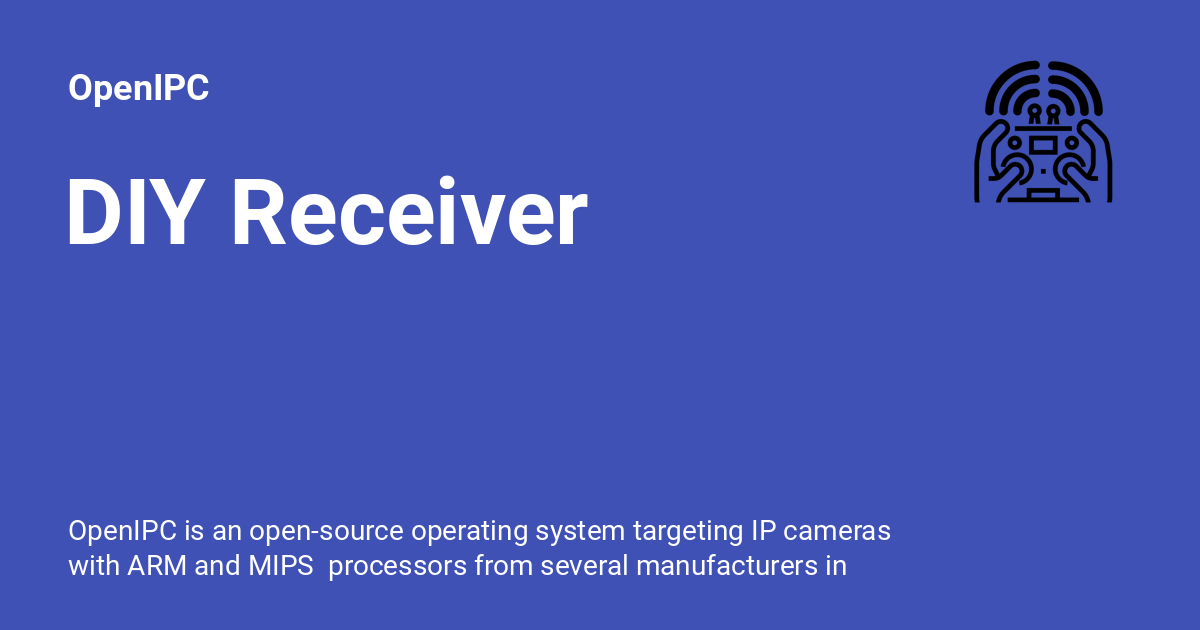 OpenIPC
DIY Receiver
OpenIPC is an open-source operating system targeting IP cameras
with ARM and MIPS  processors from several manufacturers in